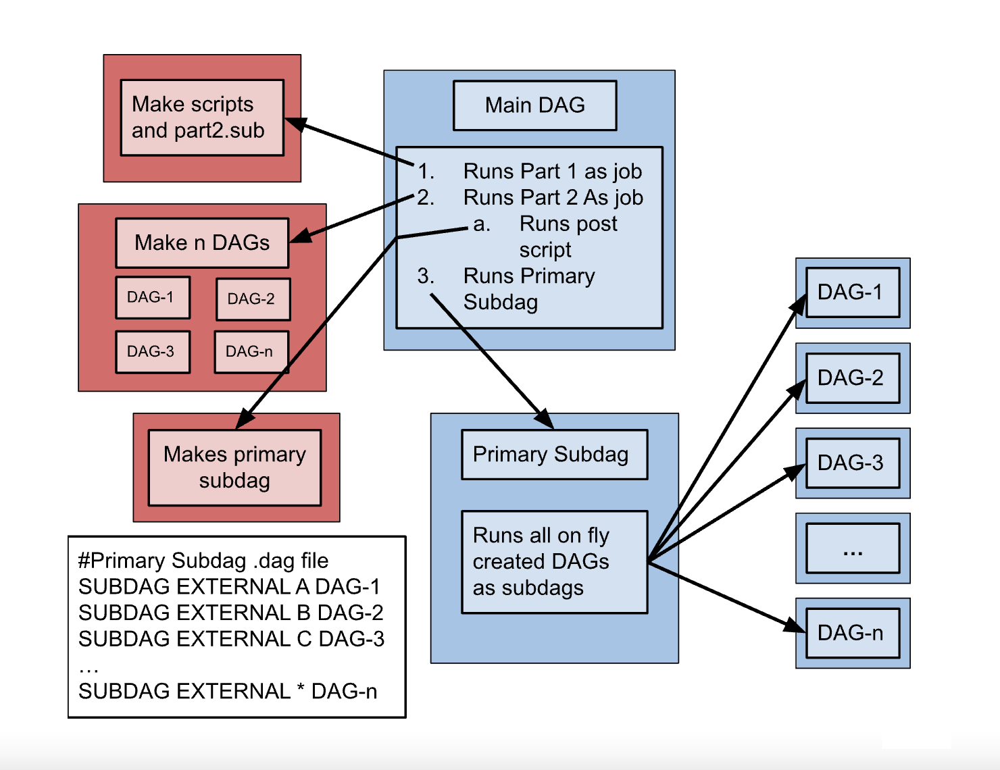 Make scripts
and part2.sub
Main DAG
1. Runs Part 1 as job
2. Runs Part 2 As job
a. Runs post
script
3. Runs Primary
Subdag
Make n DAGs
DAG-1
DAG-2
DAG-3
DAG-n
Makes primary
subdag
Primary Subdag
Runs all on fly
created DAGs
as subdags
DAG-1
DAG-2
DAG-3
...
DAG-n
#Primary Subdag .dag file
SUBDAG EXTERNAL A DAG-1
SUBDAG EXTERNAL B DAG-2
SUBDAG EXTERNAL C DAG-3
...
SUBDAG EXTERNAL * DAG-n